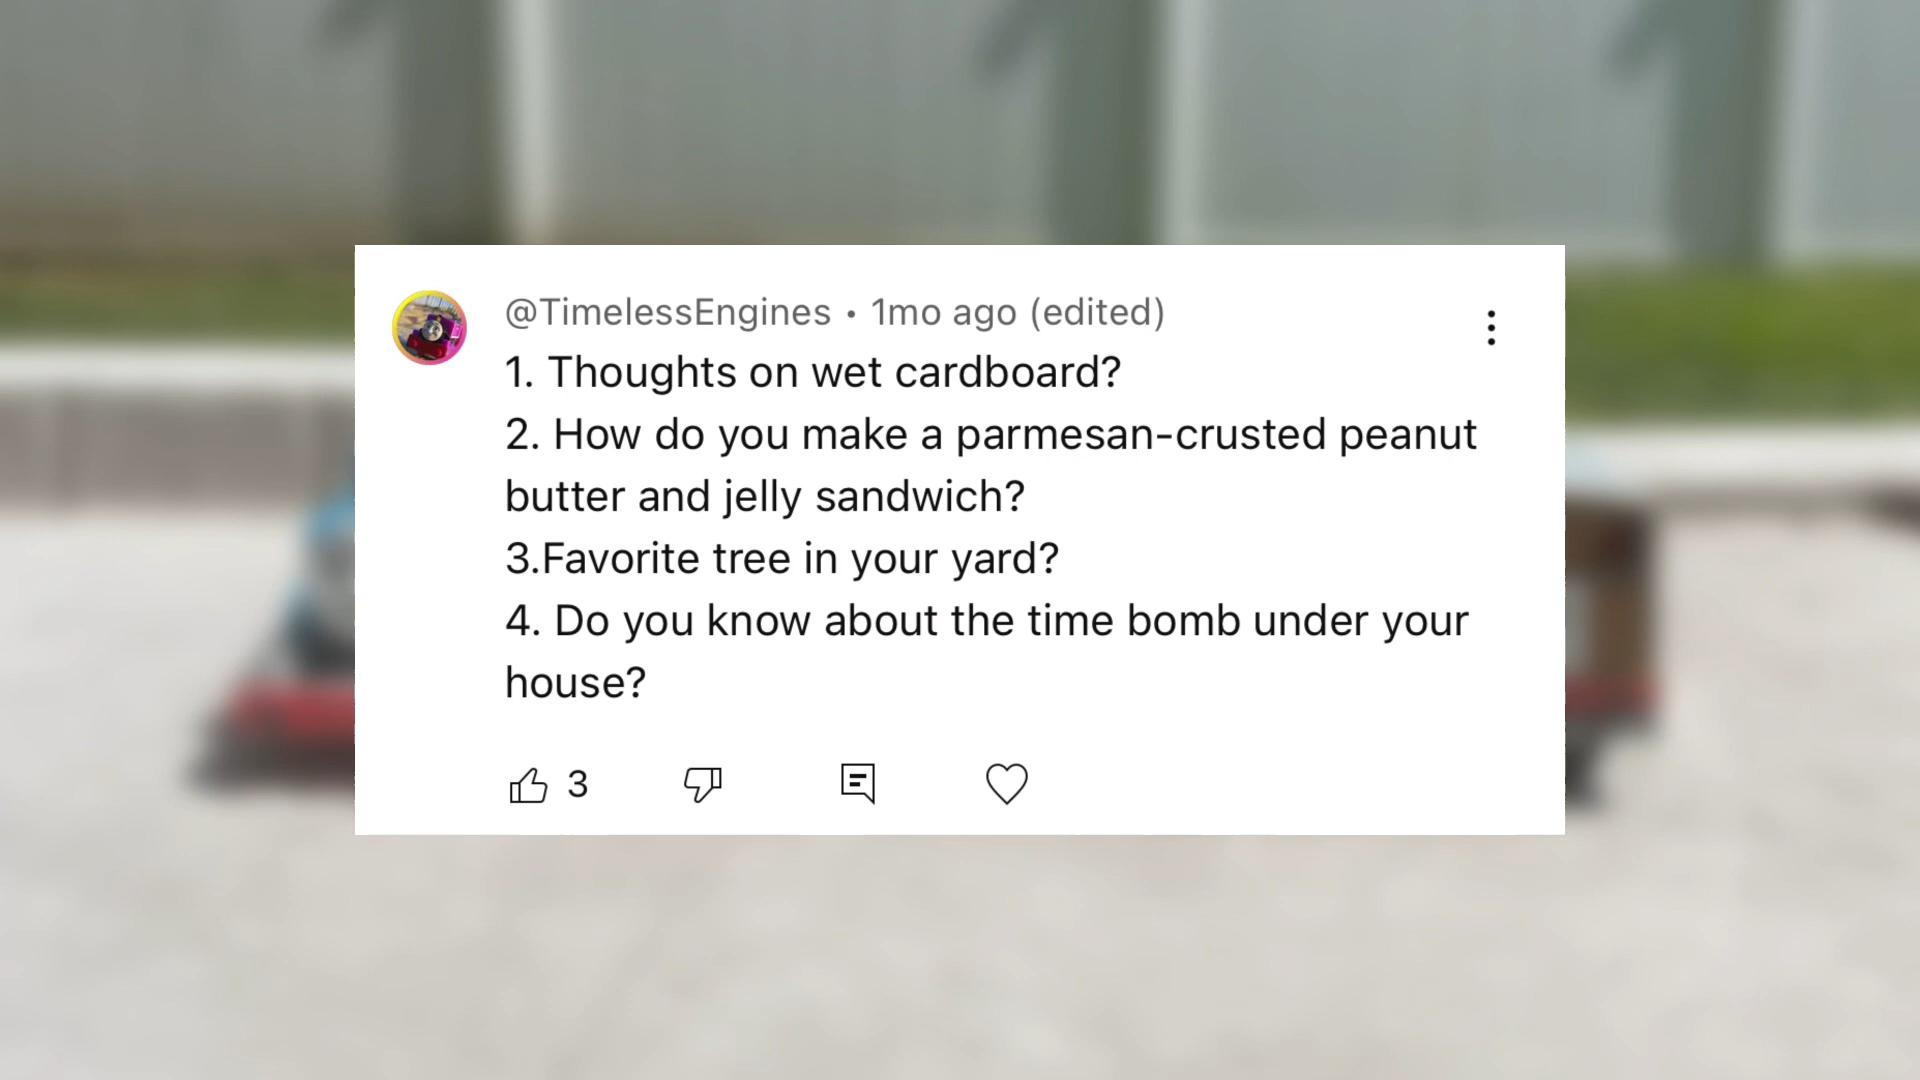 @TimelessEngines • 1mo ago (edited)
1. Thoughts on wet cardboard?
2. How do you make a parmesan-crusted peanut
butter and jelly sandwich?
3.Favorite tree in your yard?
4. Do you know about the time bomb under your
house?
3